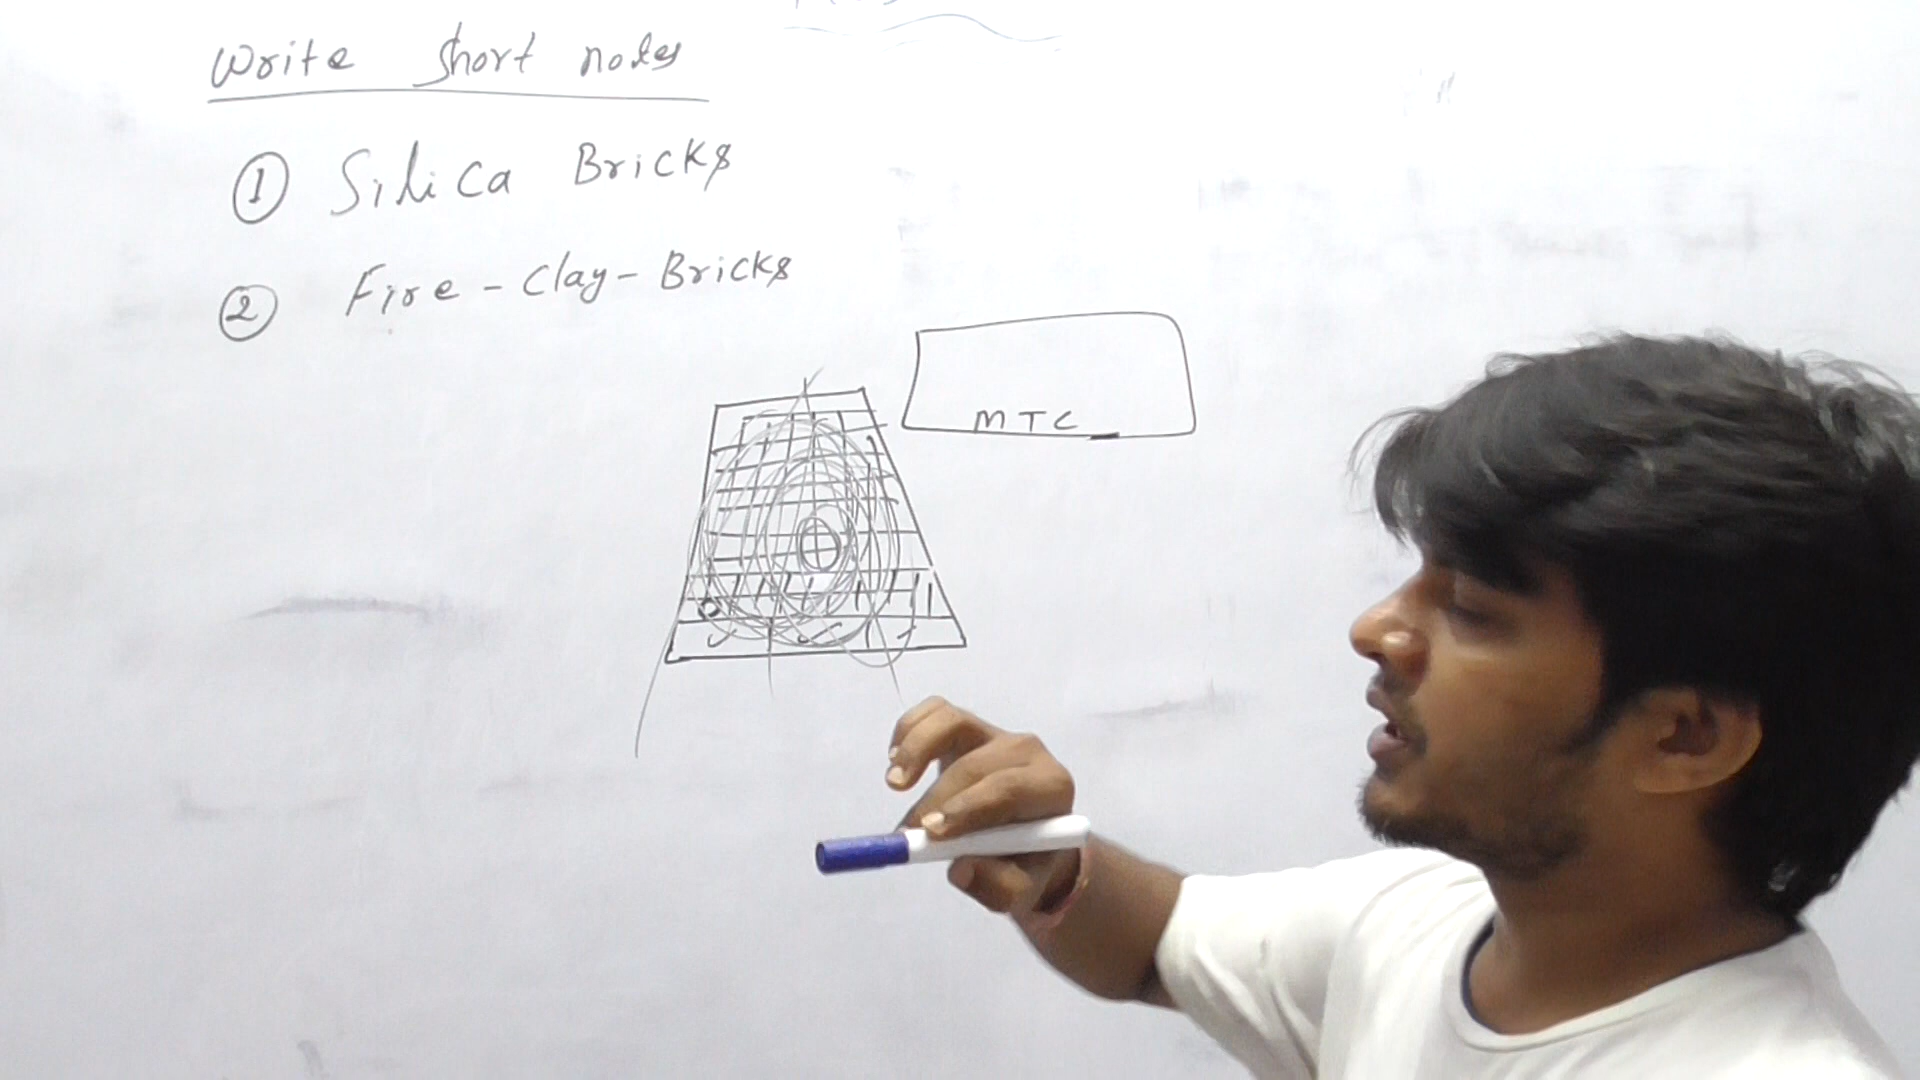 Write Short notes
① Silica Bricks
② Fire - Clay - Bricks
MTC